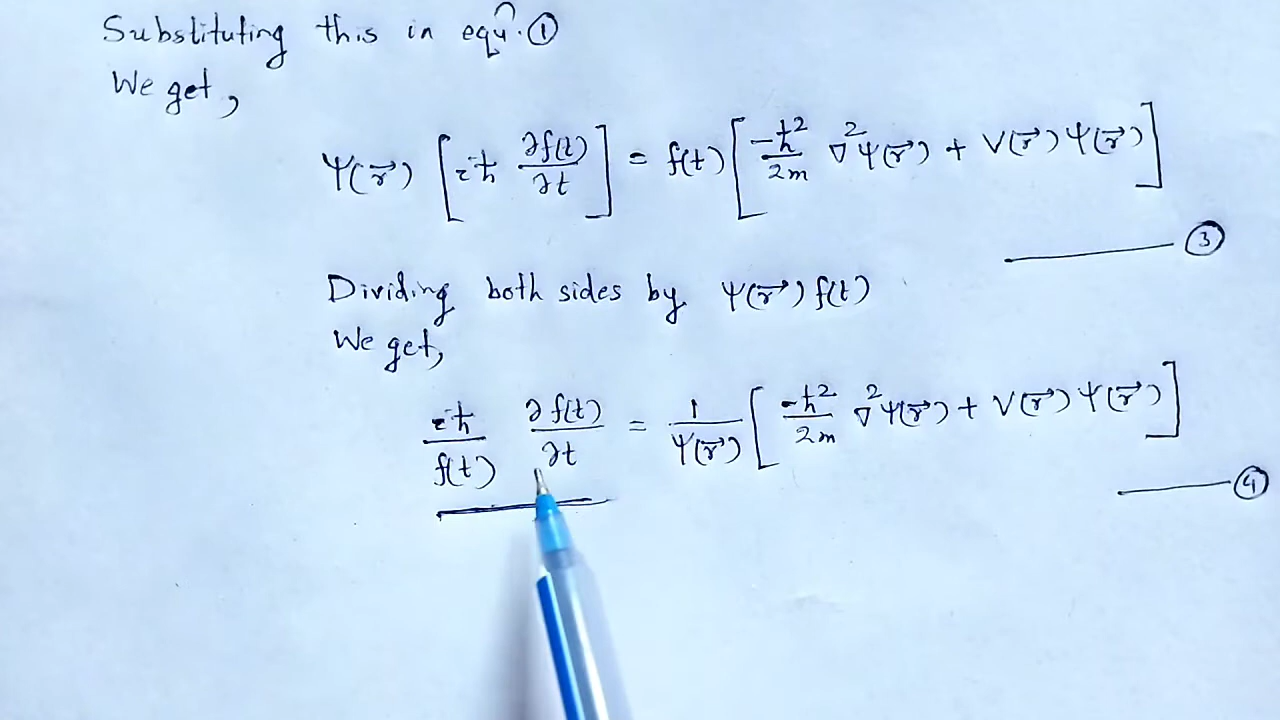 Substituting this in equⁿ. ①
We get,
Ψ(r⃗) [iħ ∂f(t)/∂t] = f(t) [-ħ²/2m ∇²Ψ(r⃗) + V(r⃗) Ψ(r⃗)]
③
Dividing both sides by Ψ(r⃗) f(t)
We get,
iħ/f(t) ∂f(t)/∂t = 1/Ψ(r⃗) [-ħ²/2m ∇²Ψ(r⃗) + V(r⃗) Ψ(r⃗)]
④